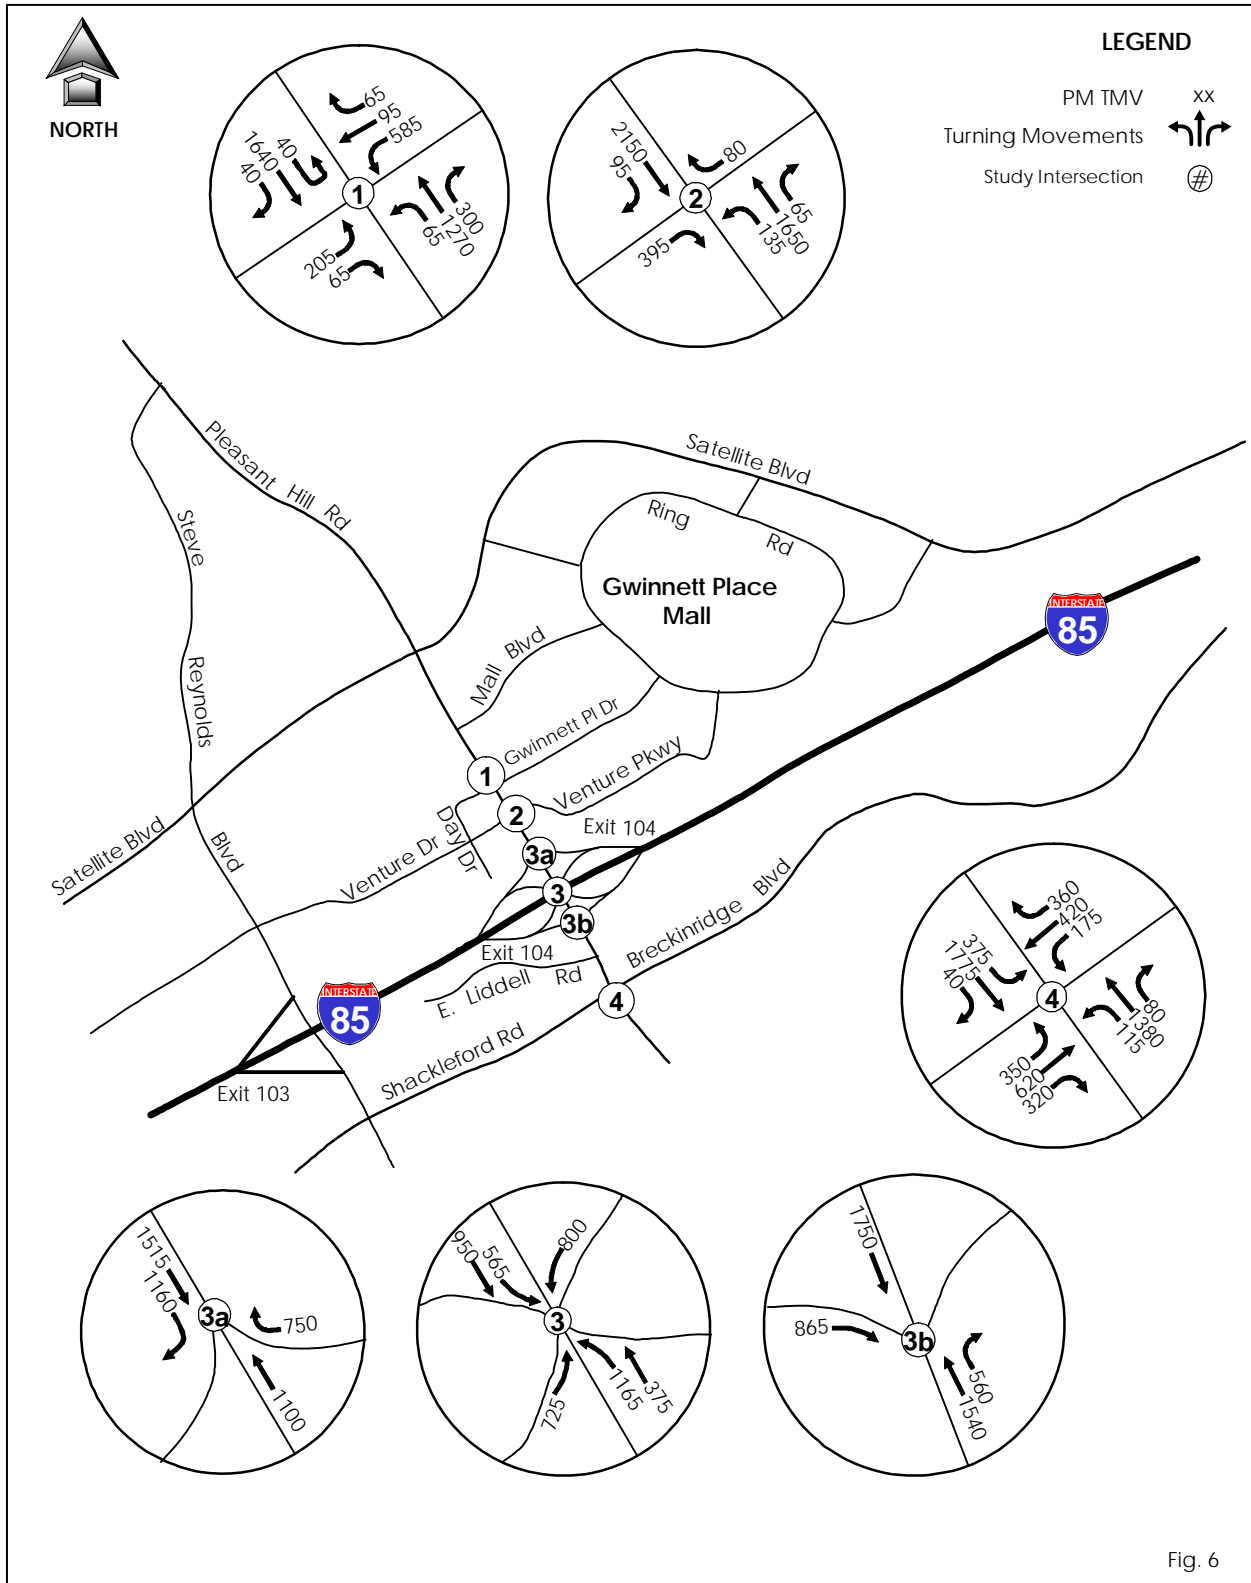 NORTH
LEGEND
PM TMV XX
Turning Movements
Study Intersection #
65
95
585
40
1640
40
1
300
1270
65
205
65
2150
95
80
2
65
1650
135
395
Pleasant Hill Rd
Steve Reynolds Blvd
Satellite Blvd
Ring Rd
Gwinnett Place
Mall
INTERSTATE
85
Mall Blvd
Gwinnett Pl Dr
1
Venture Pkwy
2
Day Dr
Exit 104
3a
Venture Dr
Satellite Blvd
3
3b
Exit 104
Breckinridge Blvd
E. Liddell Rd
4
INTERSTATE
85
Shackleford Rd
Exit 103
360
420
175
375
1775
40
4
80
1380
115
350
620
320
1515
1160
3a
750
1100
950
565
800
3
725
1165
375
1750
865
3b
560
1540
Fig. 6